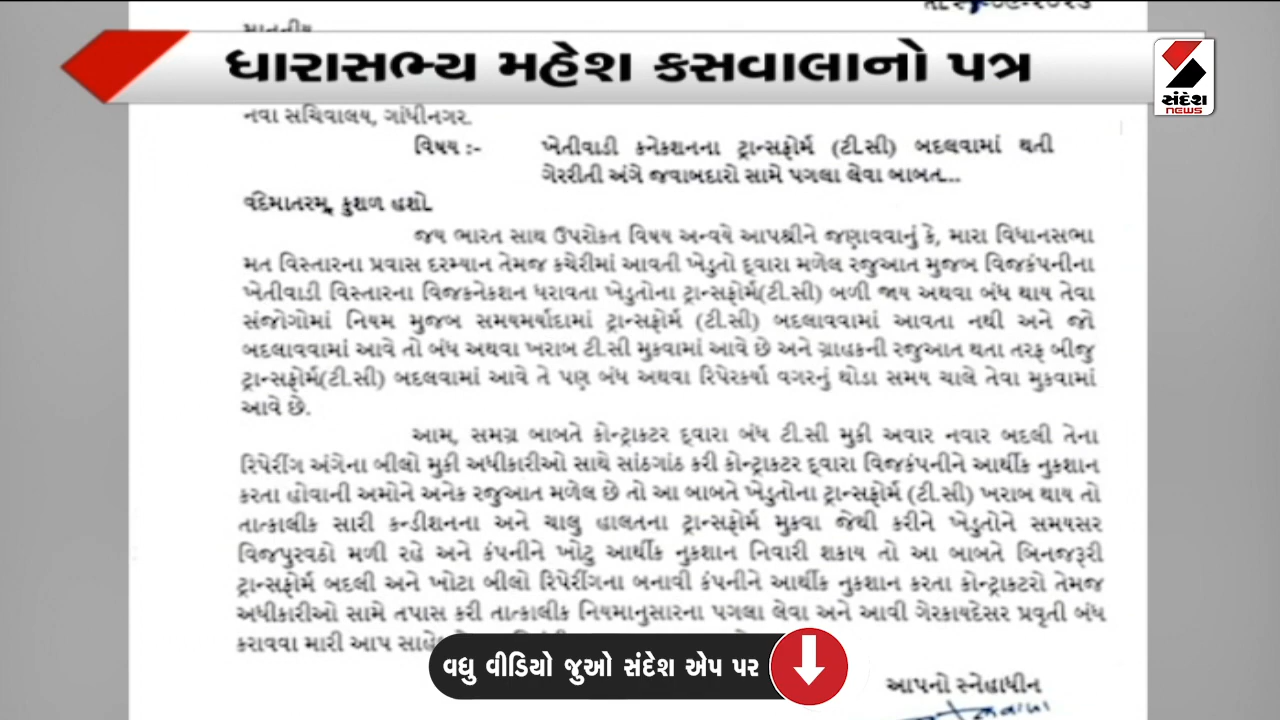 ધારાસભ્ય મહેશ કસવાલાનો પત્ર
સંદેશ
NEWS
નવા સચિવાલય, ગાંધીનગર.
વિષય :- ખેતીવાડી કનેકશનના ટ્રાન્સફોર્મ (ટી.સી) બદલવામાં થતી
ગેરરીતી અંગે જવાબદારો સામે પગલા લેવા બાબત...
વંદેમાતરમ્, કુશળ હશો.
જય ભારત સાથ ઉપરોકત વિષય અન્વયે આપશ્રીને જણાવવાનું કે, મારા વિધાનસભા
મત વિસ્તારના પ્રવાસ દરમ્યાન તેમજ કચેરીમાં આવતી ખેડુતો દ્વારા મળેલ રજુઆત મુજબ વિજકંપનીના
ખેતીવાડી વિસ્તારના વિજકનેકશન ધરાવતા ખેડુતોના ટ્રાન્સફોર્મ(ટી.સી) બળી જાય અથવા બંધ થાય તેવા
સંજોગોમાં નિયમ મુજબ સમયમર્યાદામાં ટ્રાન્સફોર્મ (ટી.સી) બદલાવવામાં આવતા નથી અને જો
બદલાવવામાં આવે તો બંધ અથવા ખરાબ ટી.સી મુકવામાં આવે છે અને ગ્રાહકની રજુઆત થતા તરફ બીજુ
ટ્રાન્સફોર્મ(ટી.સી) બદલવામાં આવે તે પણ બંધ અથવા રિપેરકર્યા વગરનું થોડા સમય ચાલે તેવા મુકવામાં
આવે છે.
આમ, સમગ્ર બાબતે કોન્ટ્રાકટર દ્વારા બંધ ટી.સી મુકી અવાર નવાર બદલી તેના
રિપેરીંગ અંગેના બીલો મુકી અધીકારીઓ સાથે સાંઠગાંઠ કરી કોન્ટ્રાકટર દ્વારા વિજકંપનીને આર્થીક નુકશાન
કરતા હોવાની અમોને અનેક રજુઆત મળેલ છે તો આ બાબતે ખેડુતોના ટ્રાન્સફોર્મ (ટી.સી) ખરાબ થાય તો
તાત્કાલીક સારી કન્ડીશનના અને ચાલુ હાલતના ટ્રાન્સફોર્મ મુકવા જેથી કરીને ખેડુતોને સમયસર
વિજપુરવઠો મળી રહે અને કંપનીને ખોટુ આર્થીક નુકશાન નિવારી શકાય તો આ બાબતે બિનજરૂરી
ટ્રાન્સફોર્મ બદલી અને ખોટા બીલો રિપેરીંગના બનાવી કંપનીને આર્થીક નુકશાન કરતા કોન્ટ્રાકટરો તેમજ
અધીકારીઓ સામે તપાસ કરી તાત્કાલીક નિયમાનુસારના પગલા લેવા અને આવી ગેરકાયદેસર પ્રવૃતી બંધ
કરાવવા મારી આપ
વધુ વીડિયો જુઓ સંદેશ એપ પર
આપનો સ્નેહાધીન